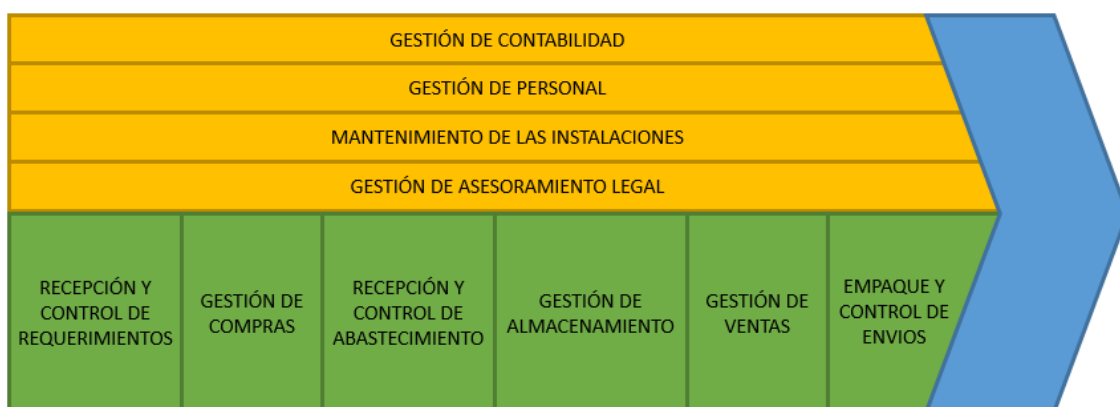 GESTIÓN DE CONTABILIDAD
GESTIÓN DE PERSONAL
MANTENIMIENTO DE LAS INSTALACIONES
GESTIÓN DE ASESORAMIENTO LEGAL
RECEPCIÓN Y
CONTROL DE
REQUERIMIENTOS
GESTIÓN DE
COMPRAS
RECEPCIÓN Y
CONTROL DE
ABASTECIMIENTO
GESTIÓN DE
ALMACENAMIENTO
GESTIÓN DE
VENTAS
EMPAQUE Y
CONTROL DE
ENVIOS